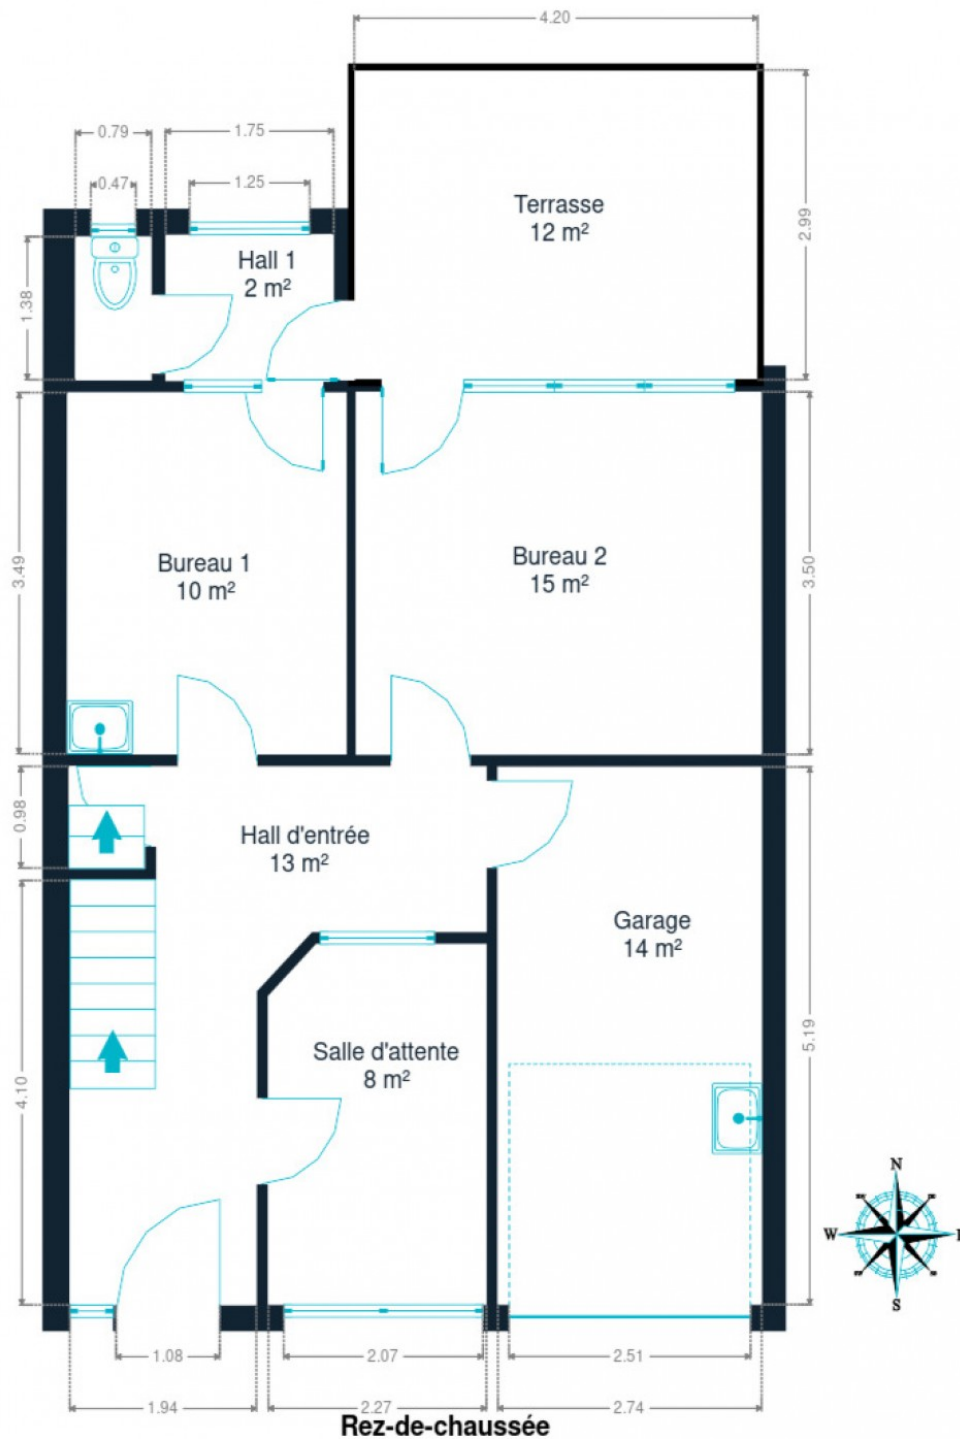 4.20
0.79
1.75
0.47
1.25
Terrasse
12 m²
2.99
Hall 1
2 m²
1.38
3.49
Bureau 1
10 m²
Bureau 2
15 m²
3.50
0.98
Hall d'entrée
13 m²
Garage
14 m²
Salle d'attente
8 m²
4.10
5.19
N
W
E
S
1.08
2.07
2.51
1.94
2.27
2.74
Rez-de-chaussée